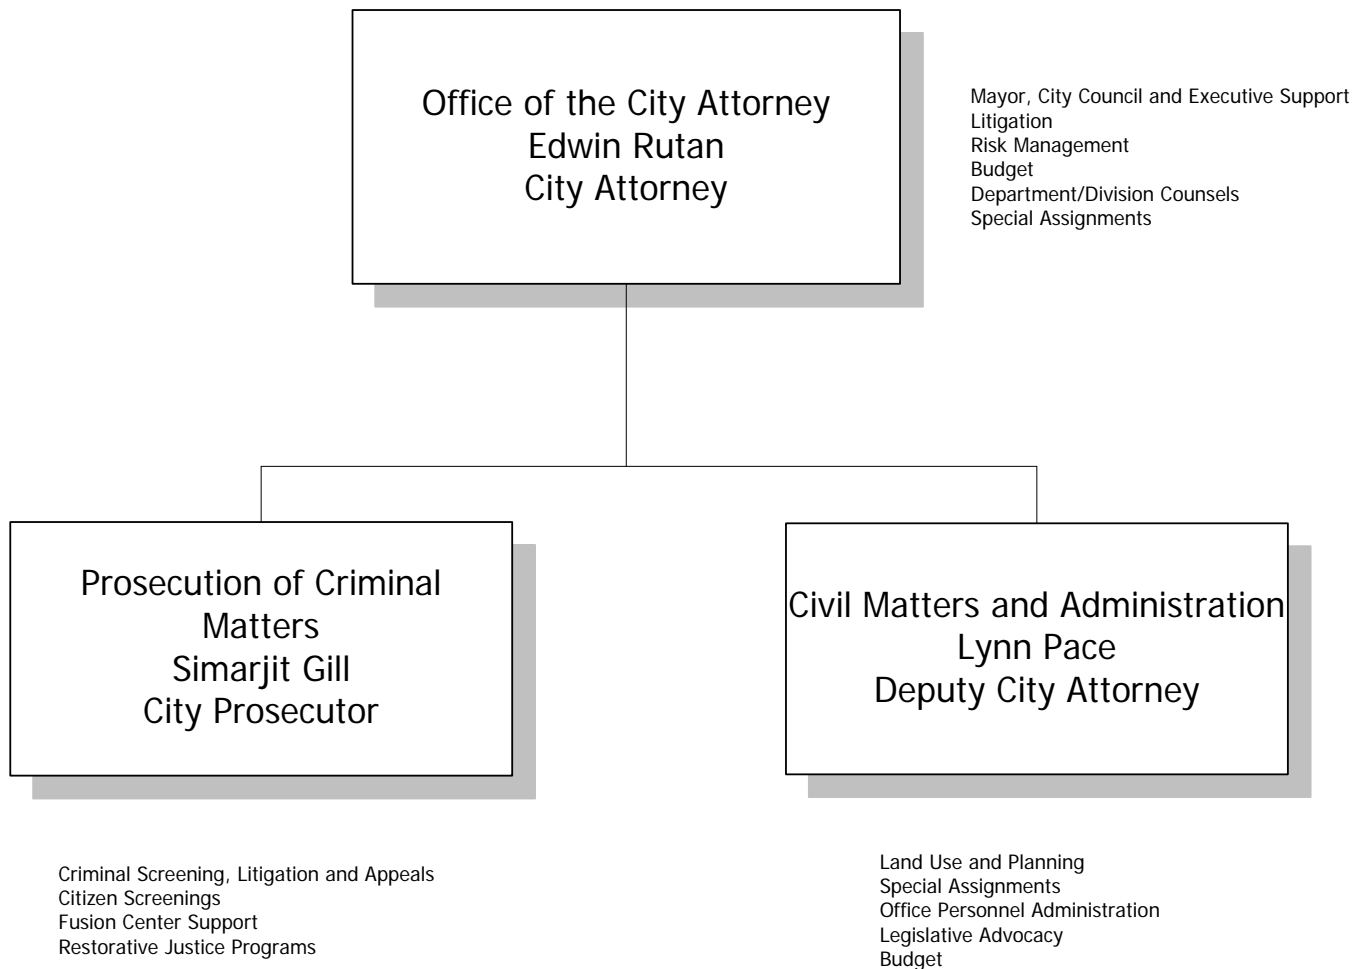 Office of the City Attorney
Edwin Rutan
City Attorney
Mayor, City Council and Executive Support
Litigation
Risk Management
Budget
Department/Division Counsels
Special Assignments
Prosecution of Criminal
Matters
Simarjit Gill
City Prosecutor
Civil Matters and Administration
Lynn Pace
Deputy City Attorney
Criminal Screening, Litigation and Appeals
Citizen Screenings
Fusion Center Support
Restorative Justice Programs
Land Use and Planning
Special Assignments
Office Personnel Administration
Legislative Advocacy
Budget